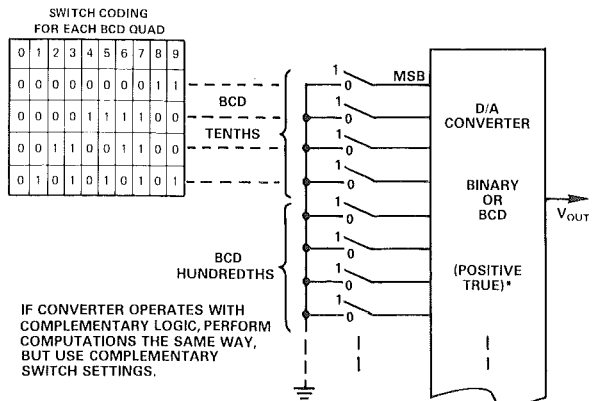 SWITCH CODING
FOR EACH BCD QUAD
0 1 2 3 4 5 6 7 8 9
0 0 0 0 0 0 0 0 1 1
0 0 0 0 1 1 1 1 0 0
0 0 1 1 0 0 1 1 0 0
0 1 0 1 0 1 0 1 0 1
BCD
TENTHS
BCD
HUNDREDTHS
1
0
1
0
1
0
1
0
1
0
1
0
1
0
1
0
MSB
D/A
CONVERTER
BINARY
OR
BCD
(POSITIVE
TRUE)*
VOUT
IF CONVERTER OPERATES WITH
COMPLEMENTARY LOGIC, PERFORM
COMPUTATIONS THE SAME WAY,
BUT USE COMPLEMENTARY
SWITCH SETTINGS.